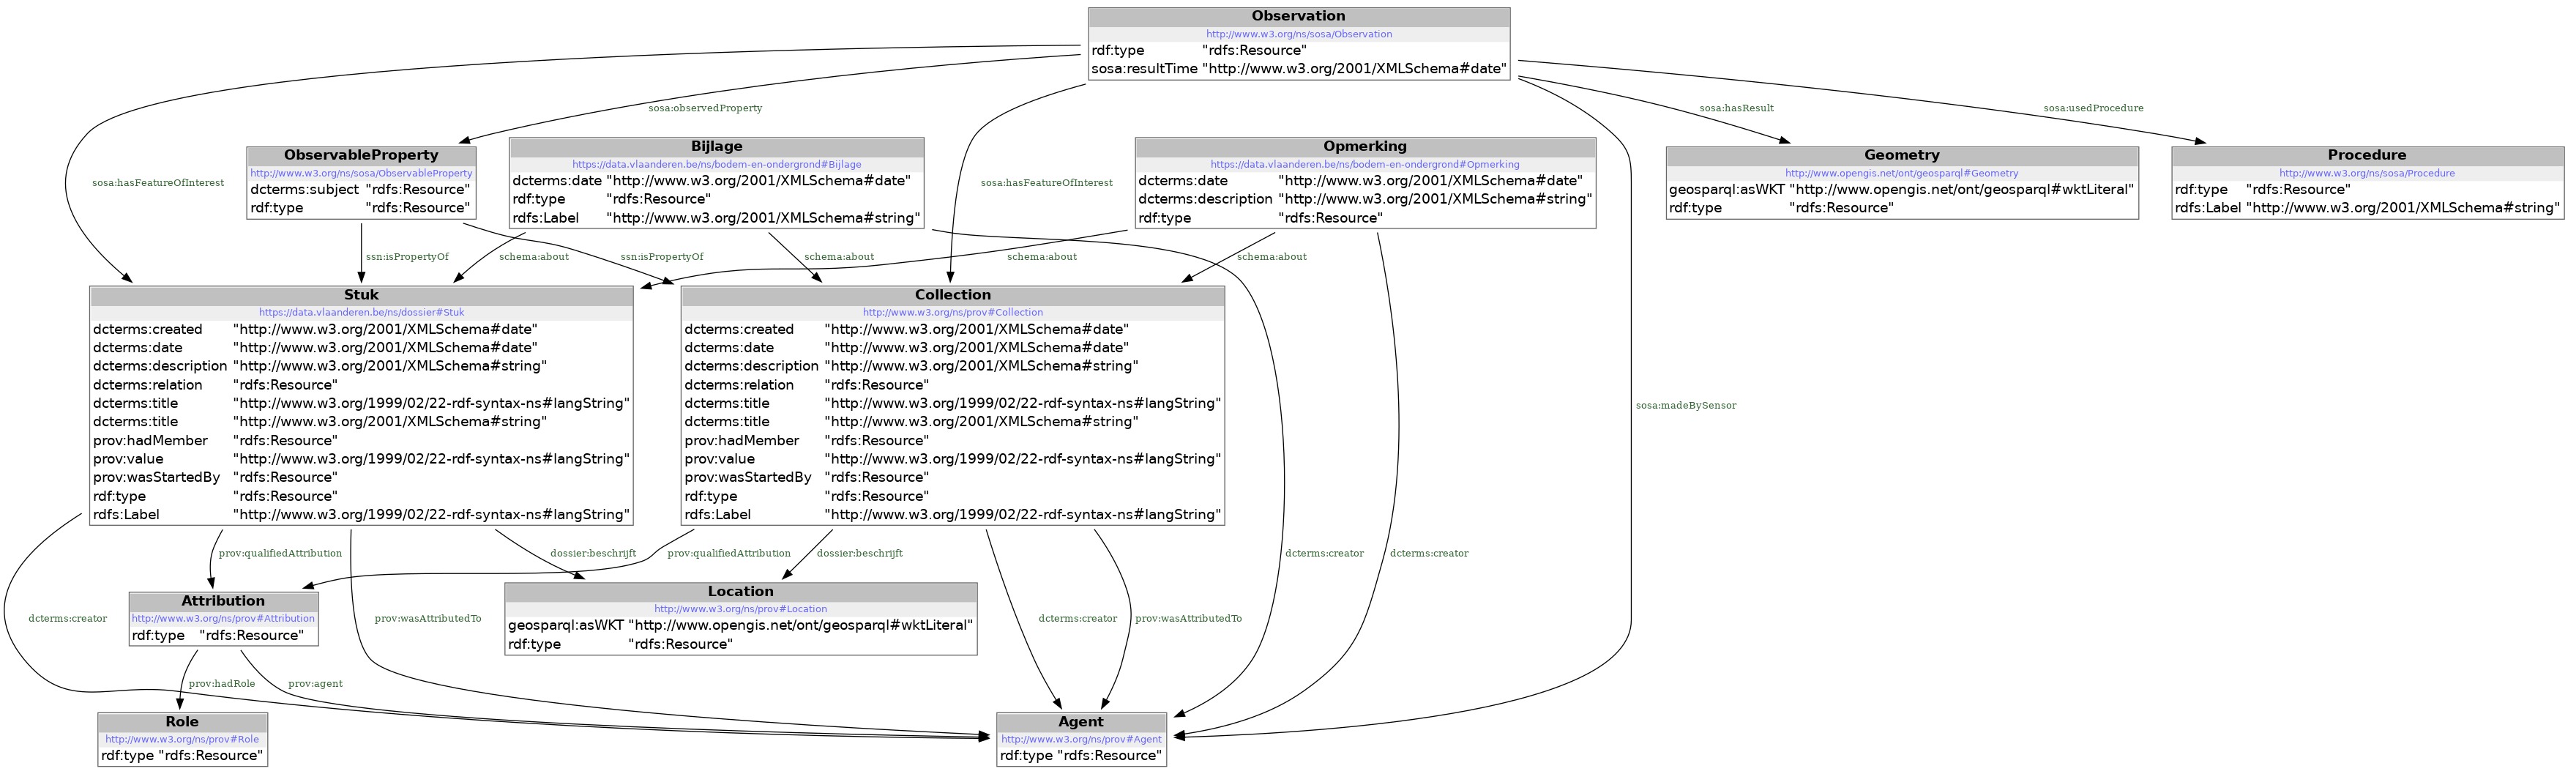 Observation
http://www.w3.org/ns/sosa/Observation
rdf:type "rdfs:Resource"
sosa:resultTime "http://www.w3.org/2001/XMLSchema#date"
sosa:observedProperty
sosa:hasResult
sosa:usedProcedure
ObservableProperty
http://www.w3.org/ns/sosa/ObservableProperty
dcterms:subject "rdfs:Resource"
rdf:type "rdfs:Resource"
Bijlage
https://data.vlaanderen.be/ns/bodem-en-ondergrond#Bijlage
dcterms:date "http://www.w3.org/2001/XMLSchema#date"
rdf:type "rdfs:Resource"
rdfs:Label "http://www.w3.org/2001/XMLSchema#string"
Opmerking
https://data.vlaanderen.be/ns/bodem-en-ondergrond#Opmerking
dcterms:date "http://www.w3.org/2001/XMLSchema#date"
dcterms:description "http://www.w3.org/2001/XMLSchema#string"
rdf:type "rdfs:Resource"
Geometry
http://www.opengis.net/ont/geosparql#Geometry
geosparql:asWKT "http://www.opengis.net/ont/geosparql#wktLiteral"
rdf:type "rdfs:Resource"
Procedure
http://www.w3.org/ns/sosa/Procedure
rdf:type "rdfs:Resource"
rdfs:Label "http://www.w3.org/2001/XMLSchema#string"
sosa:hasFeatureOfInterest
sosa:hasFeatureOfInterest
ssn:isPropertyOf
schema:about
ssn:isPropertyOf
schema:about
schema:about
schema:about
Stuk
https://data.vlaanderen.be/ns/dossier#Stuk
dcterms:created "http://www.w3.org/2001/XMLSchema#date"
dcterms:date "http://www.w3.org/2001/XMLSchema#date"
dcterms:description "http://www.w3.org/2001/XMLSchema#string"
dcterms:relation "rdfs:Resource"
dcterms:title "http://www.w3.org/1999/02/22-rdf-syntax-ns#langString"
dcterms:title "http://www.w3.org/2001/XMLSchema#string"
prov:hadMember "rdfs:Resource"
prov:value "http://www.w3.org/1999/02/22-rdf-syntax-ns#langString"
prov:wasStartedBy "rdfs:Resource"
rdf:type "rdfs:Resource"
rdfs:Label "http://www.w3.org/1999/02/22-rdf-syntax-ns#langString"
Collection
http://www.w3.org/ns/prov#Collection
dcterms:created "http://www.w3.org/2001/XMLSchema#date"
dcterms:date "http://www.w3.org/2001/XMLSchema#date"
dcterms:description "http://www.w3.org/2001/XMLSchema#string"
dcterms:relation "rdfs:Resource"
dcterms:title "http://www.w3.org/1999/02/22-rdf-syntax-ns#langString"
dcterms:title "http://www.w3.org/2001/XMLSchema#string"
prov:hadMember "rdfs:Resource"
prov:value "http://www.w3.org/1999/02/22-rdf-syntax-ns#langString"
prov:wasStartedBy "rdfs:Resource"
rdf:type "rdfs:Resource"
rdfs:Label "http://www.w3.org/1999/02/22-rdf-syntax-ns#langString"
sosa:madeBySensor
prov:qualifiedAttribution
dossier:beschrijft
prov:qualifiedAttribution
dossier:beschrijft
dcterms:creator
dcterms:creator
Attribution
http://www.w3.org/ns/prov#Attribution
rdf:type "rdfs:Resource"
Location
http://www.w3.org/ns/prov#Location
geosparql:asWKT "http://www.opengis.net/ont/geosparql#wktLiteral"
rdf:type "rdfs:Resource"
dcterms:creator
prov:wasAttributedTo
dcterms:creator
prov:wasAttributedTo
prov:hadRole
prov:agent
Role
http://www.w3.org/ns/prov#Role
rdf:type "rdfs:Resource"
Agent
http://www.w3.org/ns/prov#Agent
rdf:type "rdfs:Resource"